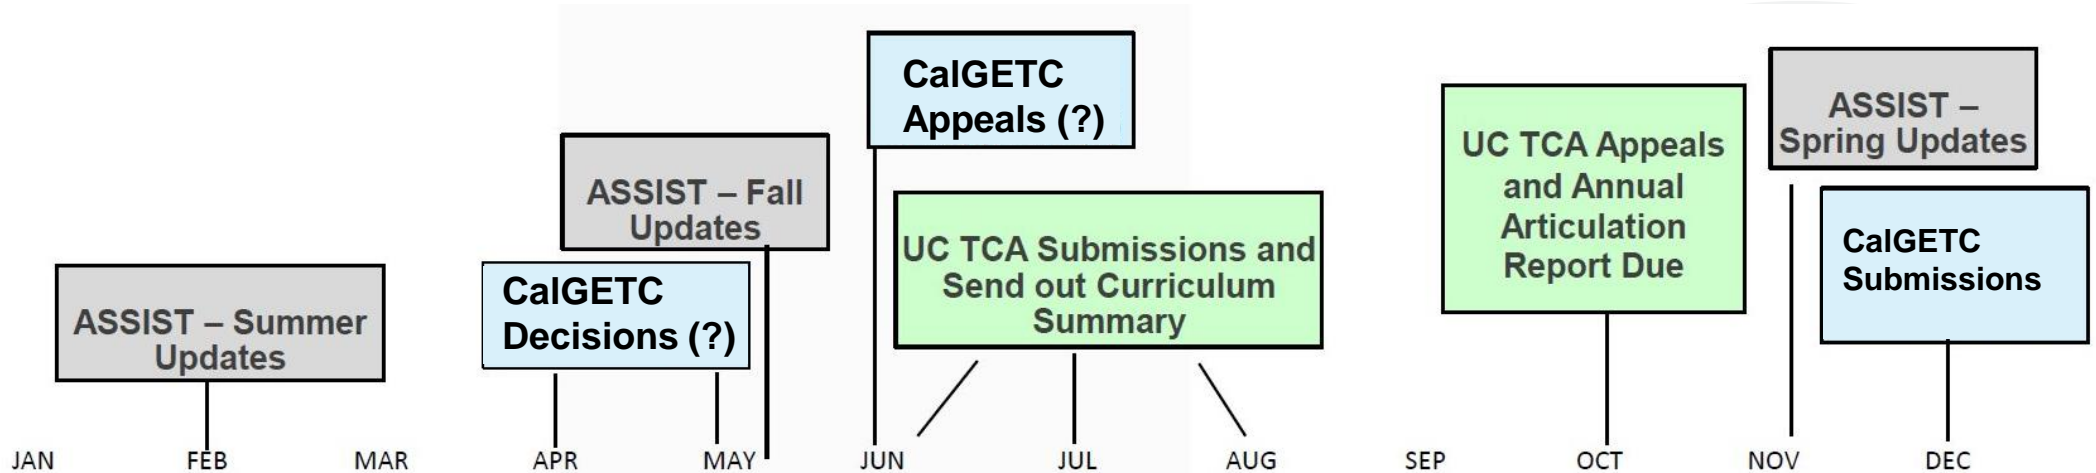 CalGETC
Appeals (?)
ASSIST –
Spring Updates
UC TCA Appeals
and Annual
Articulation
Report Due
ASSIST – Fall
Updates
UC TCA Submissions and
Send out Curriculum
Summary
CalGETC
Submissions
CalGETC
Decisions (?)
ASSIST – Summer
Updates
JAN FEB MAR APR MAY JUN JUL AUG SEP OCT NOV DEC